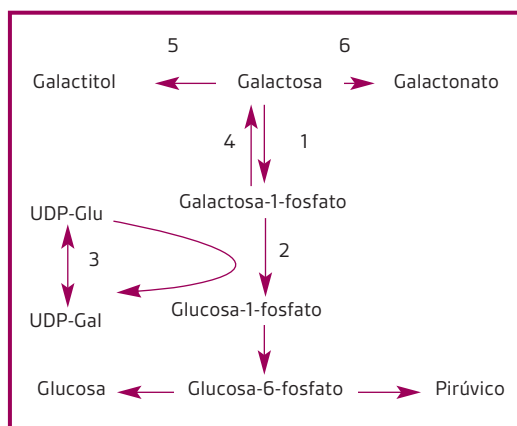 5 6
Galactitol Galactosa Galactonato
4 1
Galactosa-1-fosfato
UDP-Glu
3 2
UDP-Gal Glucosa-1-fosfato
Glucosa Glucosa-6-fosfato Pirúvico